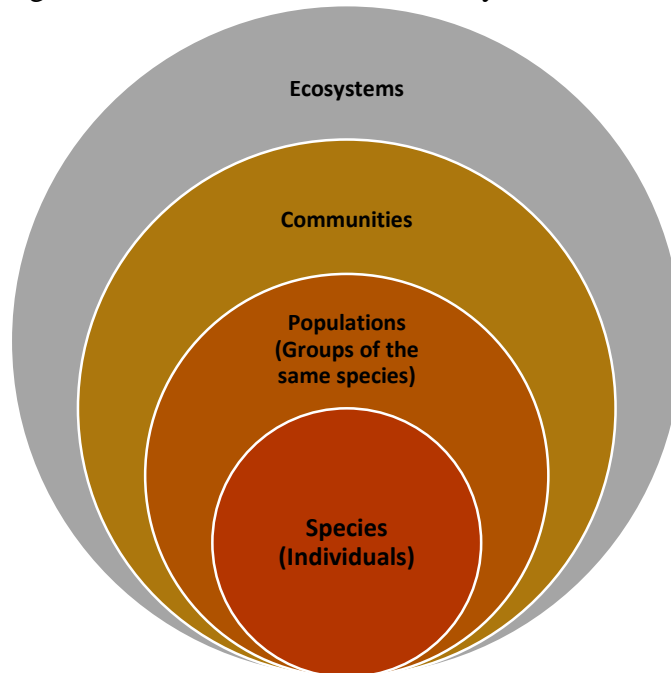 Ecosystems
Communities
Populations
(Groups of the
same species)
Species
(Individuals)